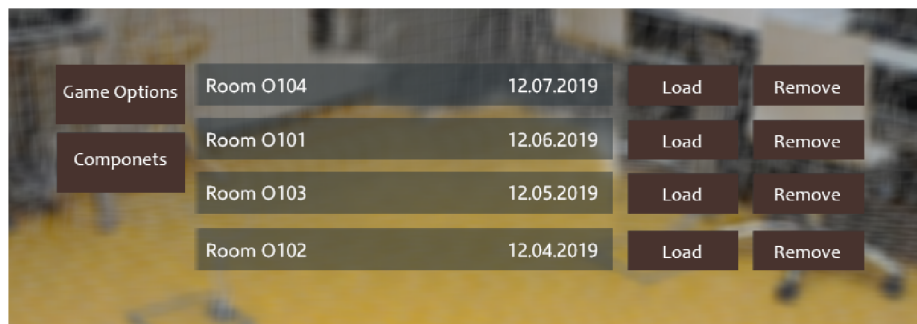 Game Options
Componets
Room O104 12.07.2019 Load Remove
Room O101 12.06.2019 Load Remove
Room O103 12.05.2019 Load Remove
Room O102 12.04.2019 Load Remove